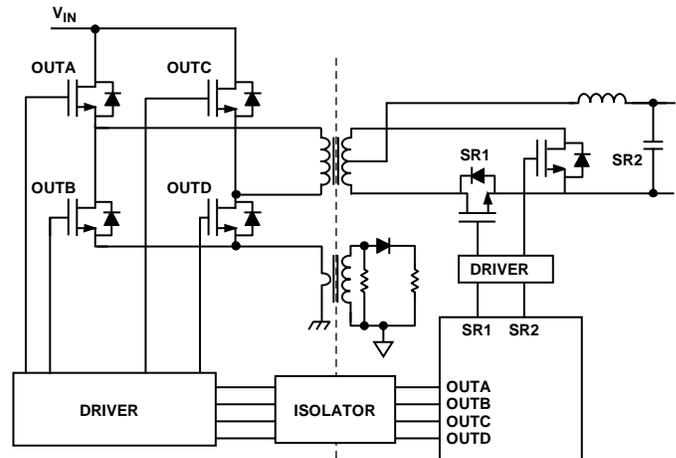 VIN
OUTA
OUTC
OUTB
OUTD
SR1
SR2
DRIVER
SR1 SR2
DRIVER
ISOLATOR
OUTA
OUTB
OUTC
OUTD